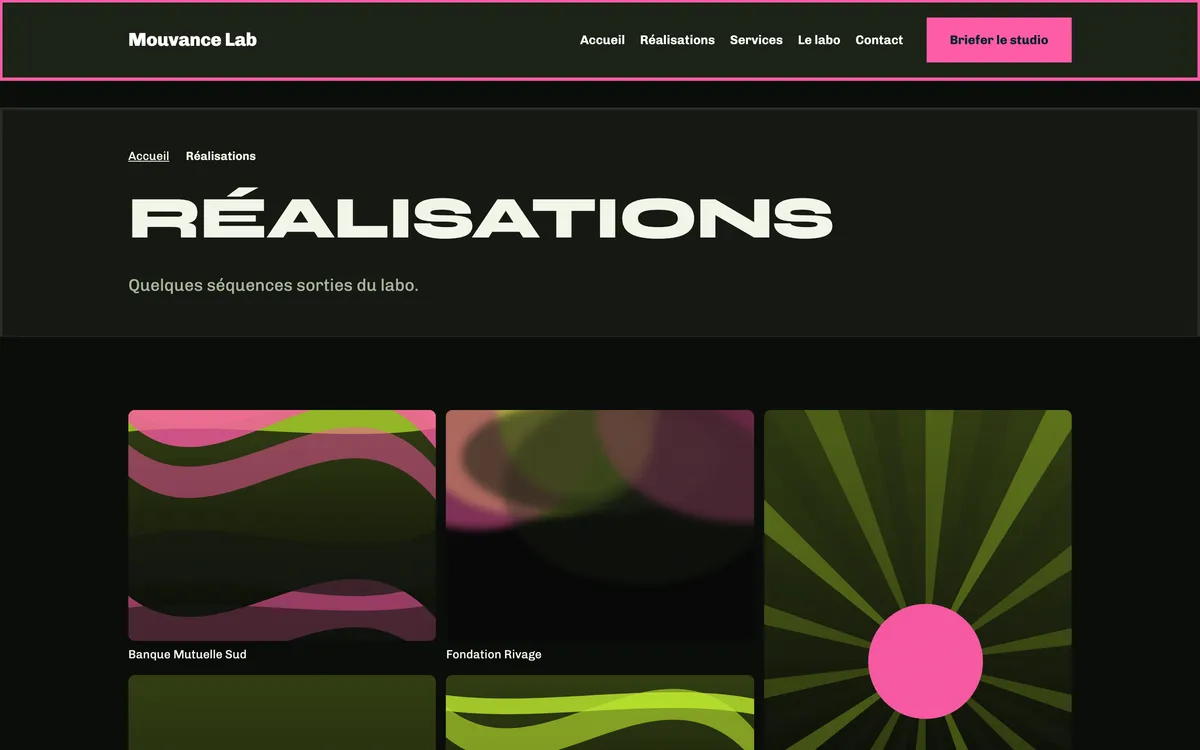 Mouvance Lab
Accueil Réalisations Services Le labo Contact Briefer le studio
Accueil Réalisations
RÉALISATIONS
Quelques séquences sorties du labo.
Banque Mutuelle Sud
Fondation Rivage